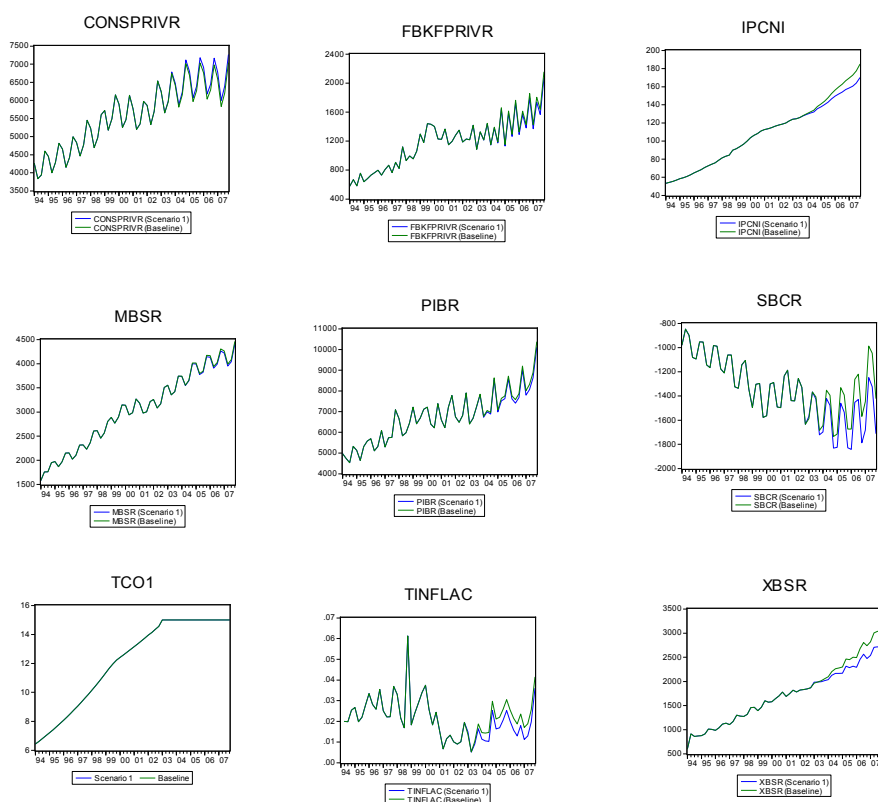 CONSPRIVR
7500
7000
6500
6000
5500
5000
4500
4000
3500
94 95 96 97 98 99 00 01 02 03 04 05 06 07
CONSPRIVR (Scenario 1)
CONSPRIVR (Baseline)
FBKFPRIVR
2400
2000
1600
1200
800
400
94 95 96 97 98 99 00 01 02 03 04 05 06 07
FBKFPRIVR (Scenario 1)
FBKFPRIVR (Baseline)
IPCNI
200
180
160
140
120
100
80
60
40
94 95 96 97 98 99 00 01 02 03 04 05 06 07
IPCNI (Scenario 1)
IPCNI (Baseline)
MBSR
4500
4000
3500
3000
2500
2000
1500
94 95 96 97 98 99 00 01 02 03 04 05 06 07
MBSR (Scenario 1)
MBSR (Baseline)
PIBR
11000
10000
9000
8000
7000
6000
5000
4000
94 95 96 97 98 99 00 01 02 03 04 05 06 07
PIBR (Scenario 1)
PIBR (Baseline)
SBCR
-800
-1000
-1200
-1400
-1600
-1800
-2000
94 95 96 97 98 99 00 01 02 03 04 05 06 07
SBCR (Scenario 1)
SBCR (Baseline)
TCO1
16
14
12
10
8
6
94 95 96 97 98 99 00 01 02 03 04 05 06 07
Scenario 1 Baseline
TINFLAC
.07
.06
.05
.04
.03
.02
.01
.00
94 95 96 97 98 99 00 01 02 03 04 05 06 07
TINFLAC (Scenario 1)
TINFLAC (Baseline)
XBSR
3500
3000
2500
2000
1500
1000
500
94 95 96 97 98 99 00 01 02 03 04 05 06 07
XBSR (Scenario 1)
XBSR (Baseline)